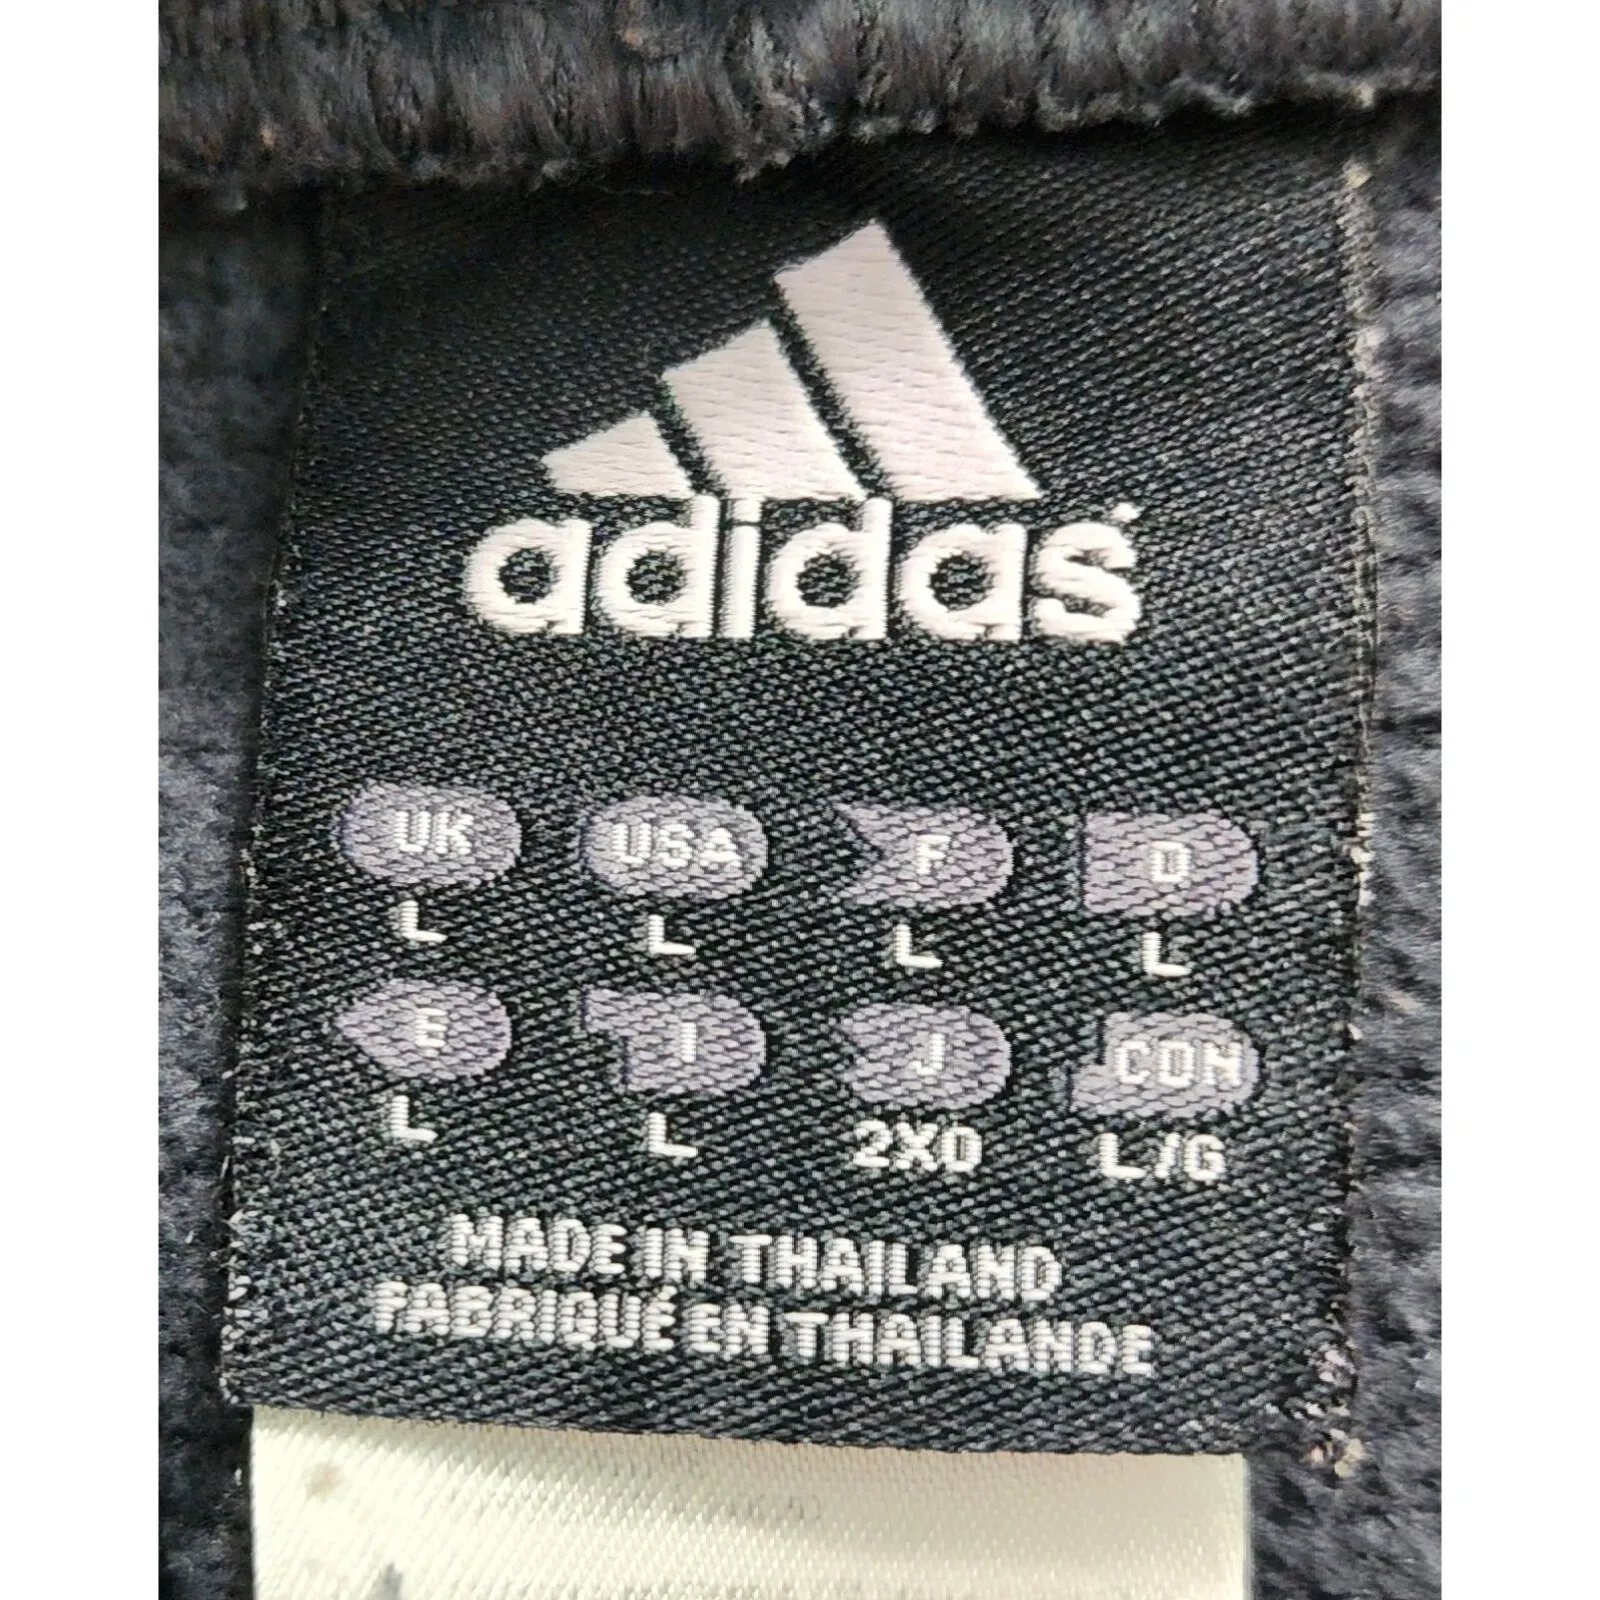 adidas
UK USA F D
L L L L
E I J CDN
L L 2XO L/G
MADE IN THAILAND
FABRIQUÉ EN THAILANDE